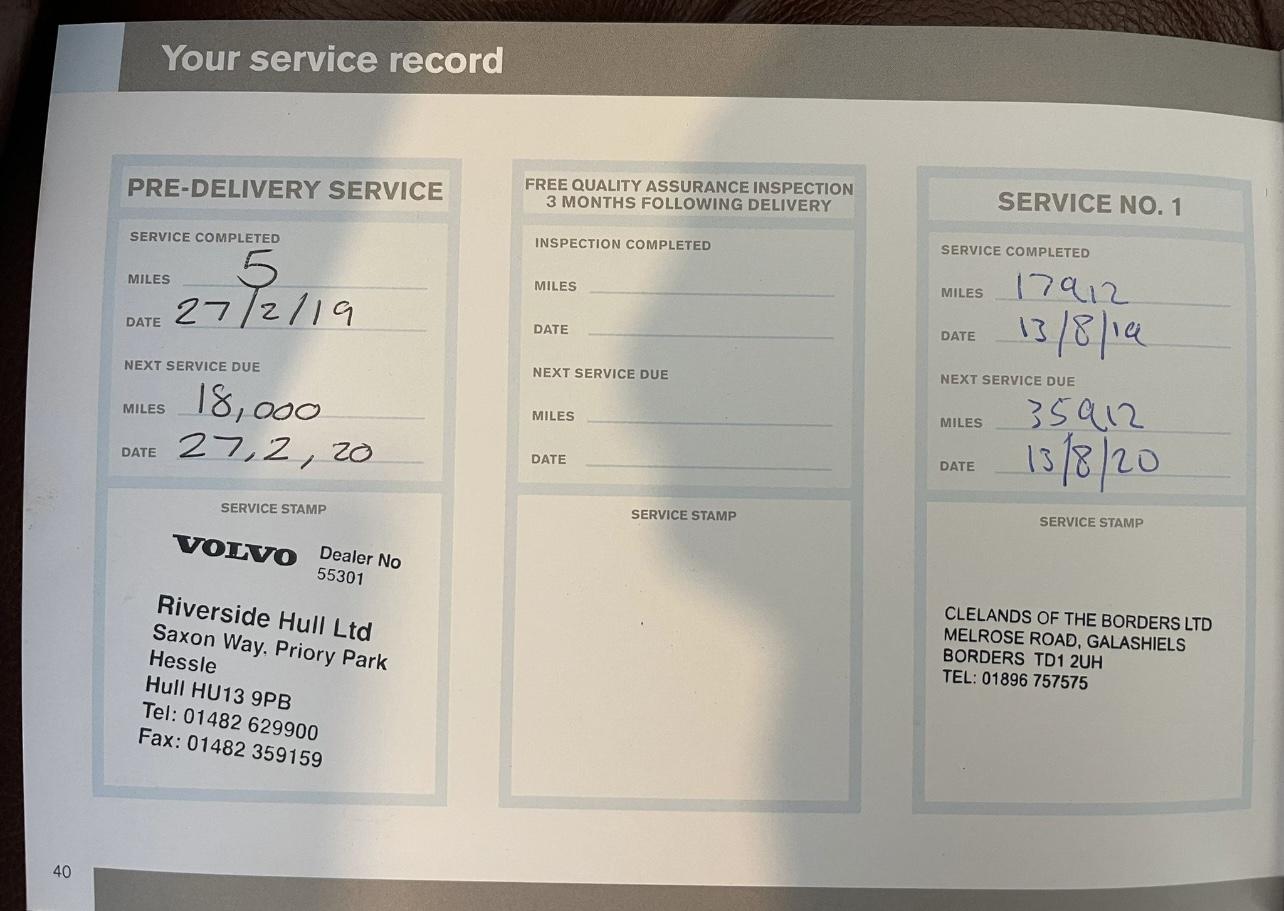 Your service record
PRE-DELIVERY SERVICE
SERVICE COMPLETED
MILES 5
DATE 27/2/19
NEXT SERVICE DUE
MILES 18,000
DATE 27,2,20
SERVICE STAMP
VOLVO Dealer No
55301
Riverside Hull Ltd
Saxon Way. Priory Park
Hessle
Hull HU13 9PB
Tel: 01482 629900
Fax: 01482 359159
FREE QUALITY ASSURANCE INSPECTION
3 MONTHS FOLLOWING DELIVERY
INSPECTION COMPLETED
MILES
DATE
NEXT SERVICE DUE
MILES
DATE
SERVICE STAMP
SERVICE NO. 1
SERVICE COMPLETED
MILES 17912
DATE 13/8/19
NEXT SERVICE DUE
MILES 35912
DATE 13/8/20
SERVICE STAMP
CLELANDS OF THE BORDERS LTD
MELROSE ROAD, GALASHIELS
BORDERS TD1 2UH
TEL: 01896 757575
40